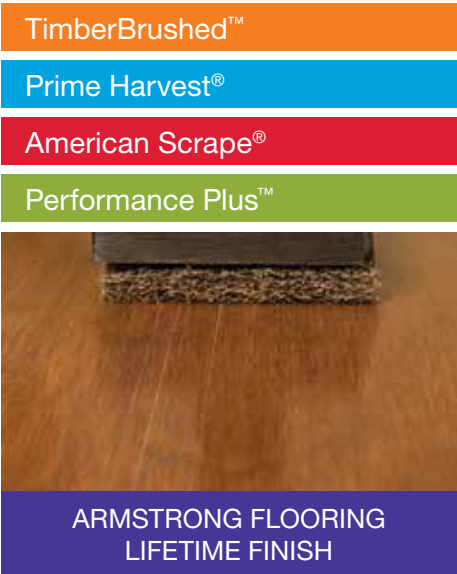 TimberBrushed™
Prime Harvest®
American Scrape®
Performance Plus™
ARMSTRONG FLOORING
LIFETIME FINISH